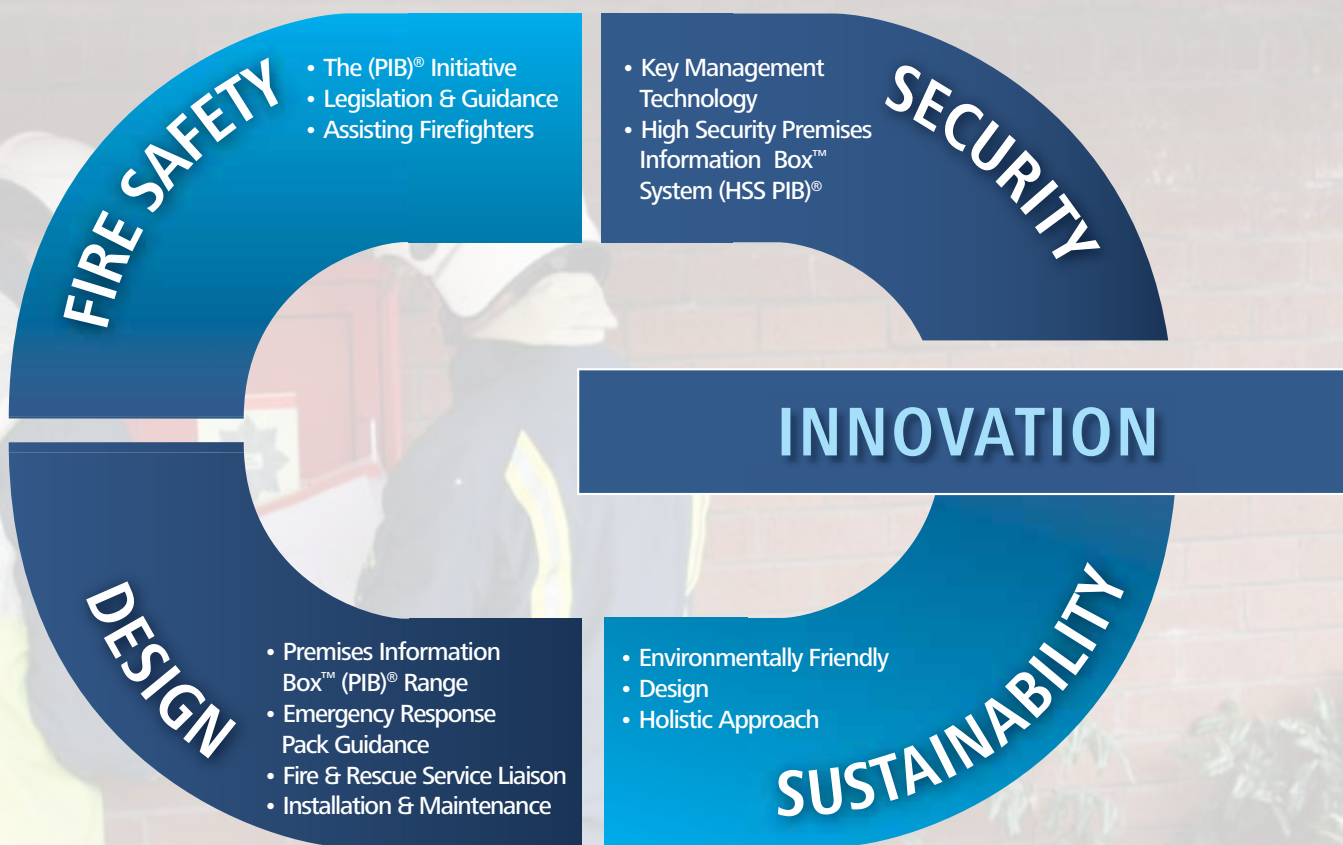 FIRE SAFETY
• The (PIB)® Initiative
• Legislation & Guidance
• Assisting Firefighters
SECURITY
• Key Management
Technology
• High Security Premises
Information Box™
System (HSS PIB)®
INNOVATION
DESIGN
• Premises Information
Box™ (PIB)® Range
• Emergency Response
Pack Guidance
• Fire & Rescue Service Liaison
• Installation & Maintenance
SUSTAINABILITY
• Environmentally Friendly
• Design
• Holistic Approach